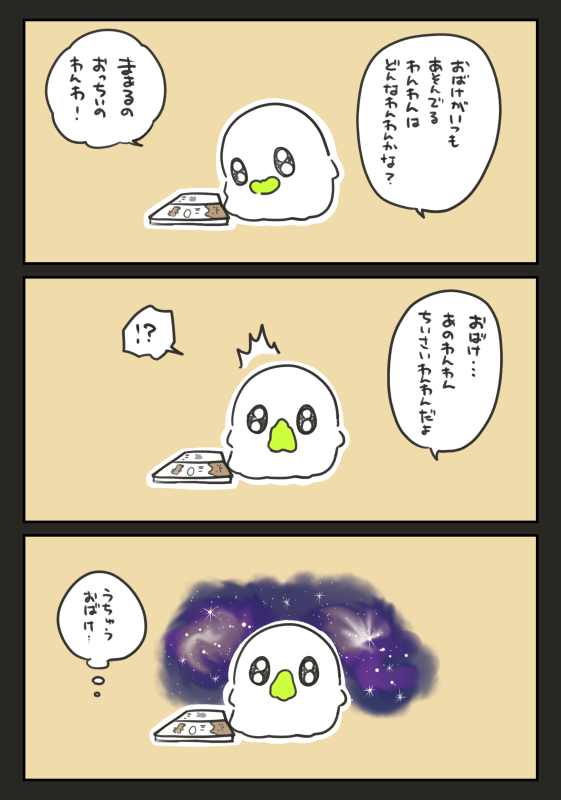 おばけがいつも
あそんでる
わんわんは
どんなわんわんかな?
ままるの
おっちいの
わんわ!
おばけ…
あのわんわん
ちいさいわんわんだよ
!?
うちゅう
おばけ…